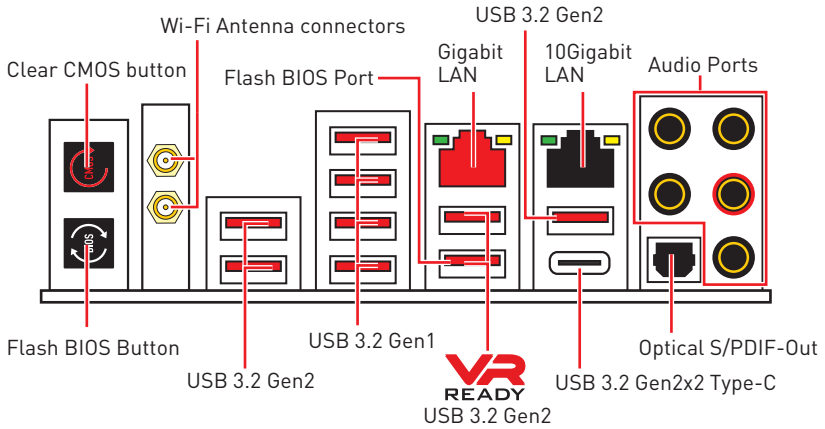 USB 3.2 Gen2
Wi-Fi Antenna connectors
Gigabit
LAN
10Gigabit
LAN
Audio Ports
Clear CMOS button
Flash BIOS Port
CMOS
BIOS
Flash BIOS Button
USB 3.2 Gen1
Optical S/PDIF-Out
USB 3.2 Gen2
VR
READY
USB 3.2 Gen2x2 Type-C
USB 3.2 Gen2